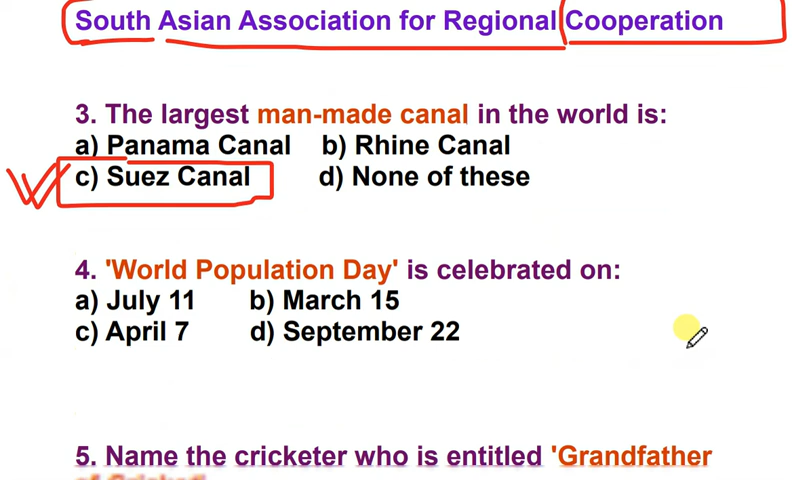 South Asian Association for Regional Cooperation
3. The largest man-made canal in the world is:
a) Panama Canal b) Rhine Canal
c) Suez Canal d) None of these
4. 'World Population Day' is celebrated on:
a) July 11 b) March 15
c) April 7 d) September 22
5. Name the cricketer who is entitled 'Grandfather
of Cricket'